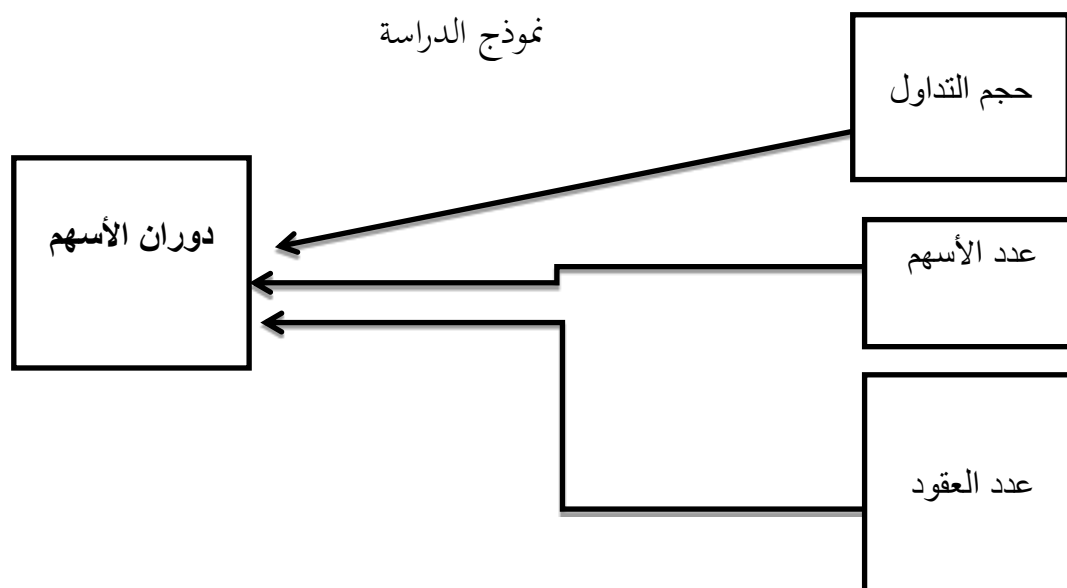 نموذج الدراسة
حجم التداول
دوران الأسهم
عدد الأسهم
عدد العقود